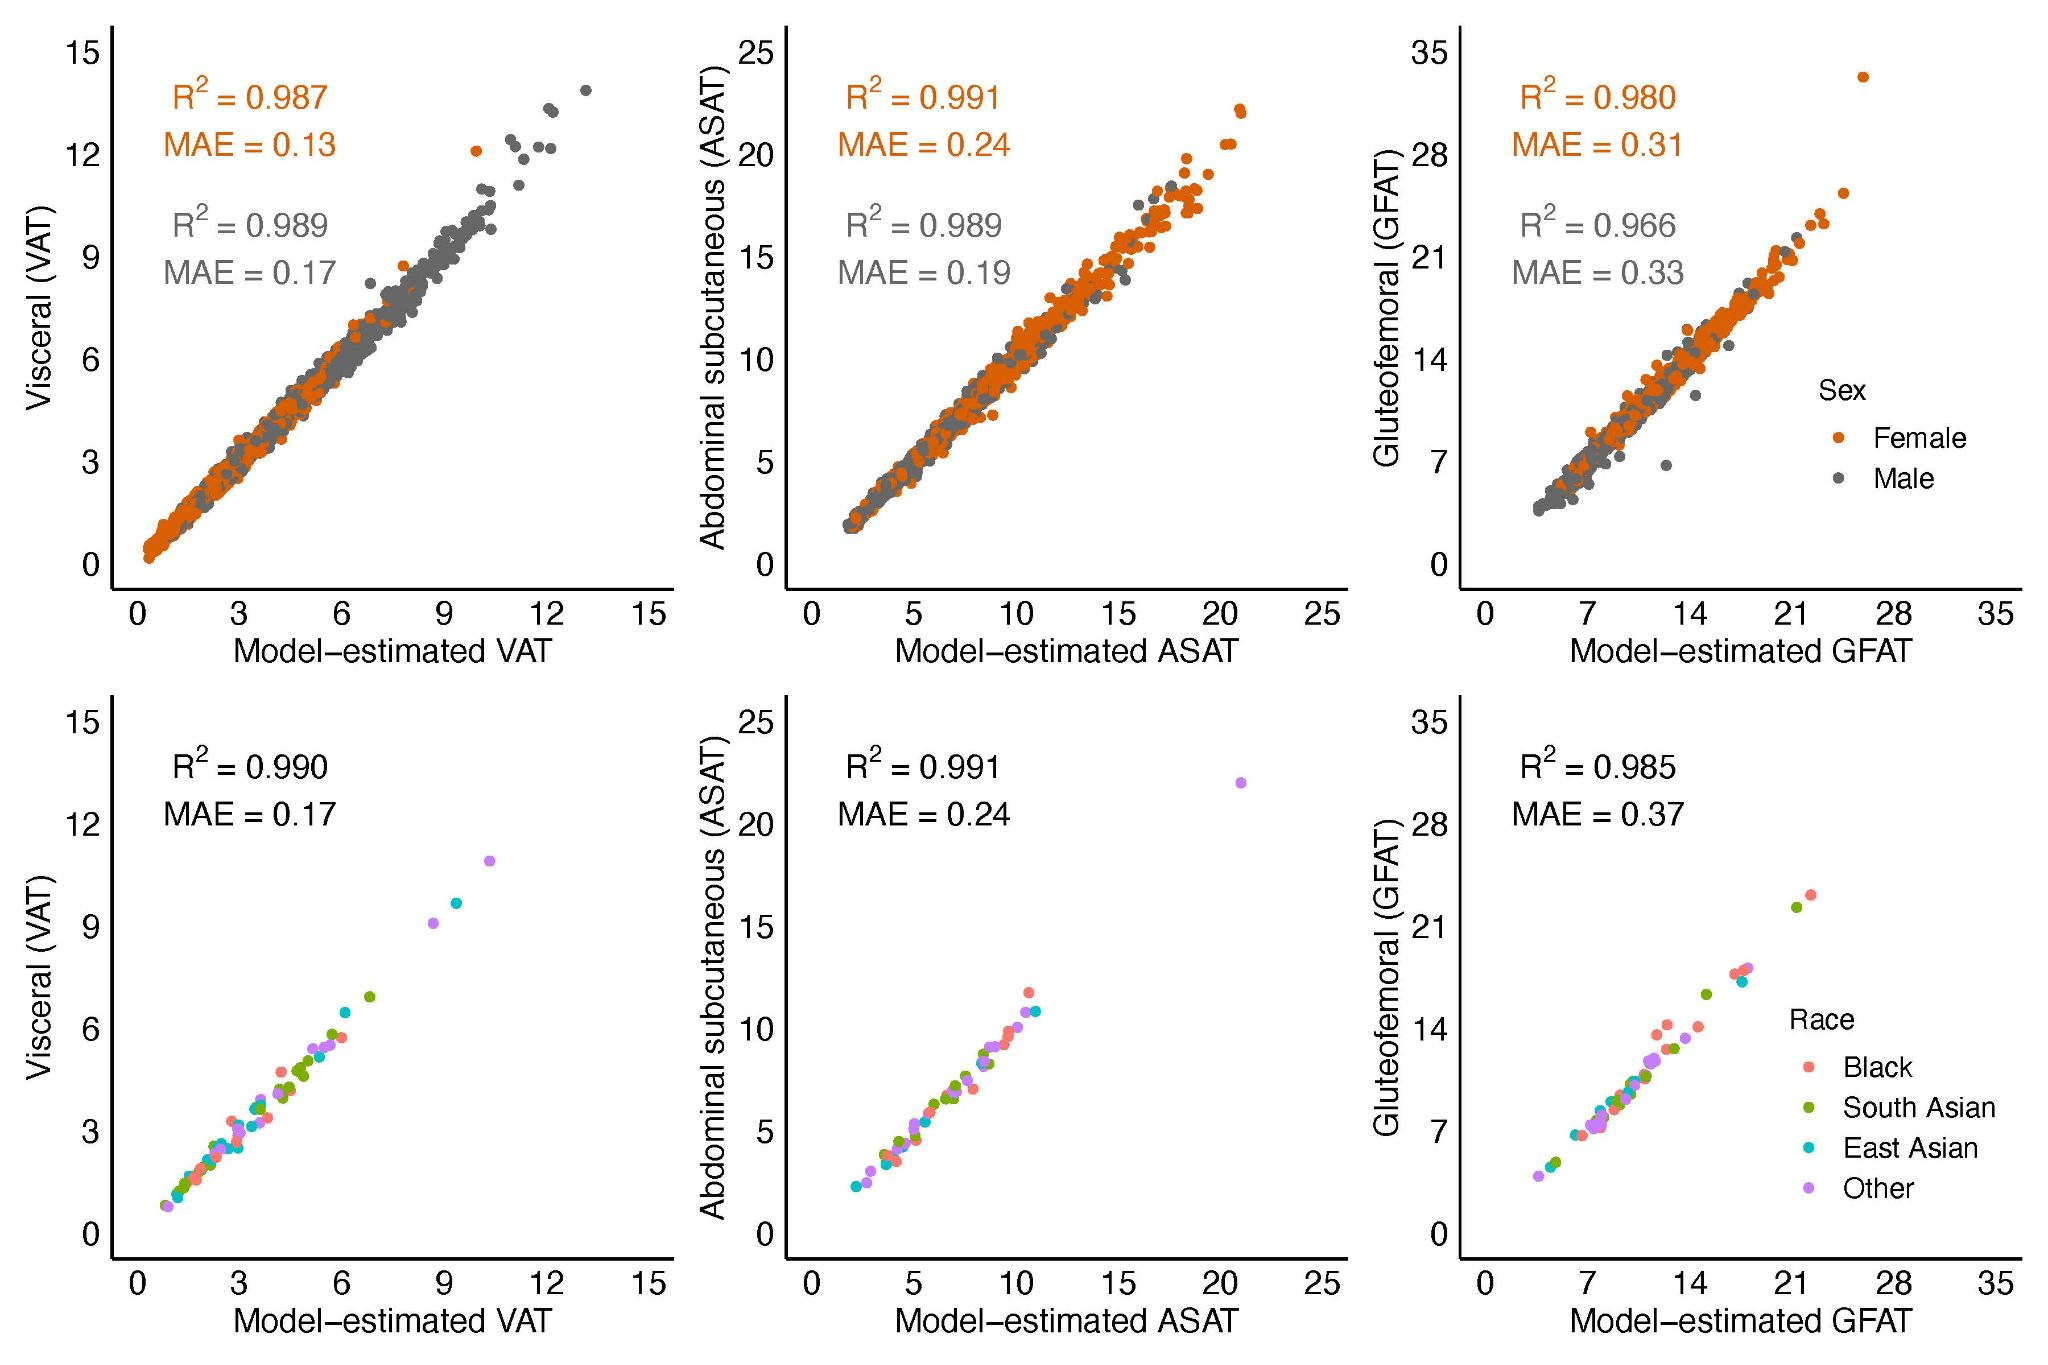 15
12
9
6
3
0
Visceral (VAT)
R² = 0.987
MAE = 0.13
R² = 0.989
MAE = 0.17
0 3 6 9 12 15
Model−estimated VAT
25
20
15
10
5
0
Abdominal subcutaneous (ASAT)
R² = 0.991
MAE = 0.24
R² = 0.989
MAE = 0.19
0 5 10 15 20 25
Model−estimated ASAT
35
28
21
14
7
0
Gluteofemoral (GFAT)
R² = 0.980
MAE = 0.31
R² = 0.966
MAE = 0.33
Sex
Female
Male
0 7 14 21 28 35
Model−estimated GFAT
15
12
9
6
3
0
Visceral (VAT)
R² = 0.990
MAE = 0.17
0 3 6 9 12 15
Model−estimated VAT
25
20
15
10
5
0
Abdominal subcutaneous (ASAT)
R² = 0.991
MAE = 0.24
0 5 10 15 20 25
Model−estimated ASAT
35
28
21
14
7
0
Gluteofemoral (GFAT)
R² = 0.985
MAE = 0.37
Race
Black
South Asian
East Asian
Other
0 7 14 21 28 35
Model−estimated GFAT